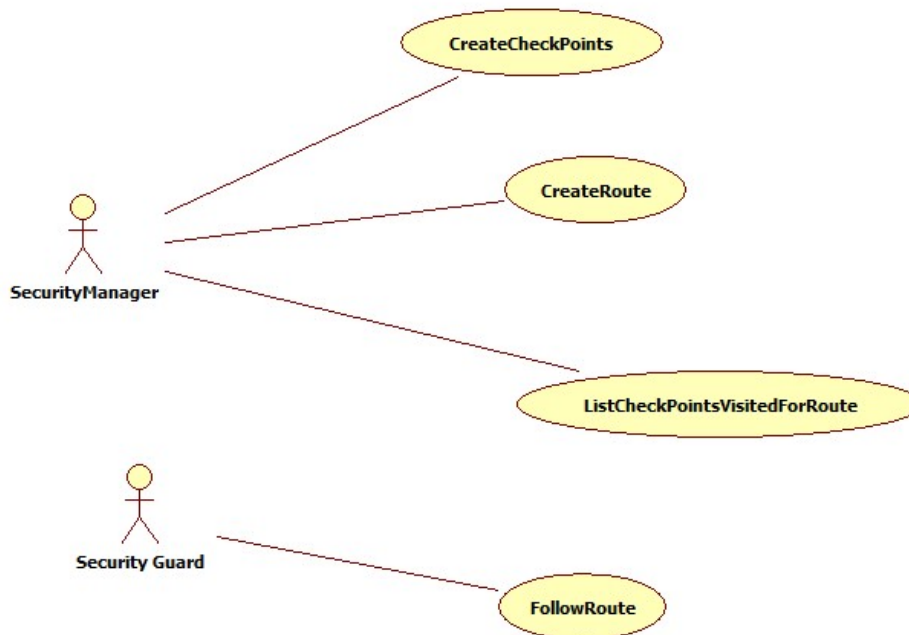 CreateCheckPoints
CreateRoute
SecurityManager
ListCheckPointsVisitedForRoute
Security Guard
FollowRoute